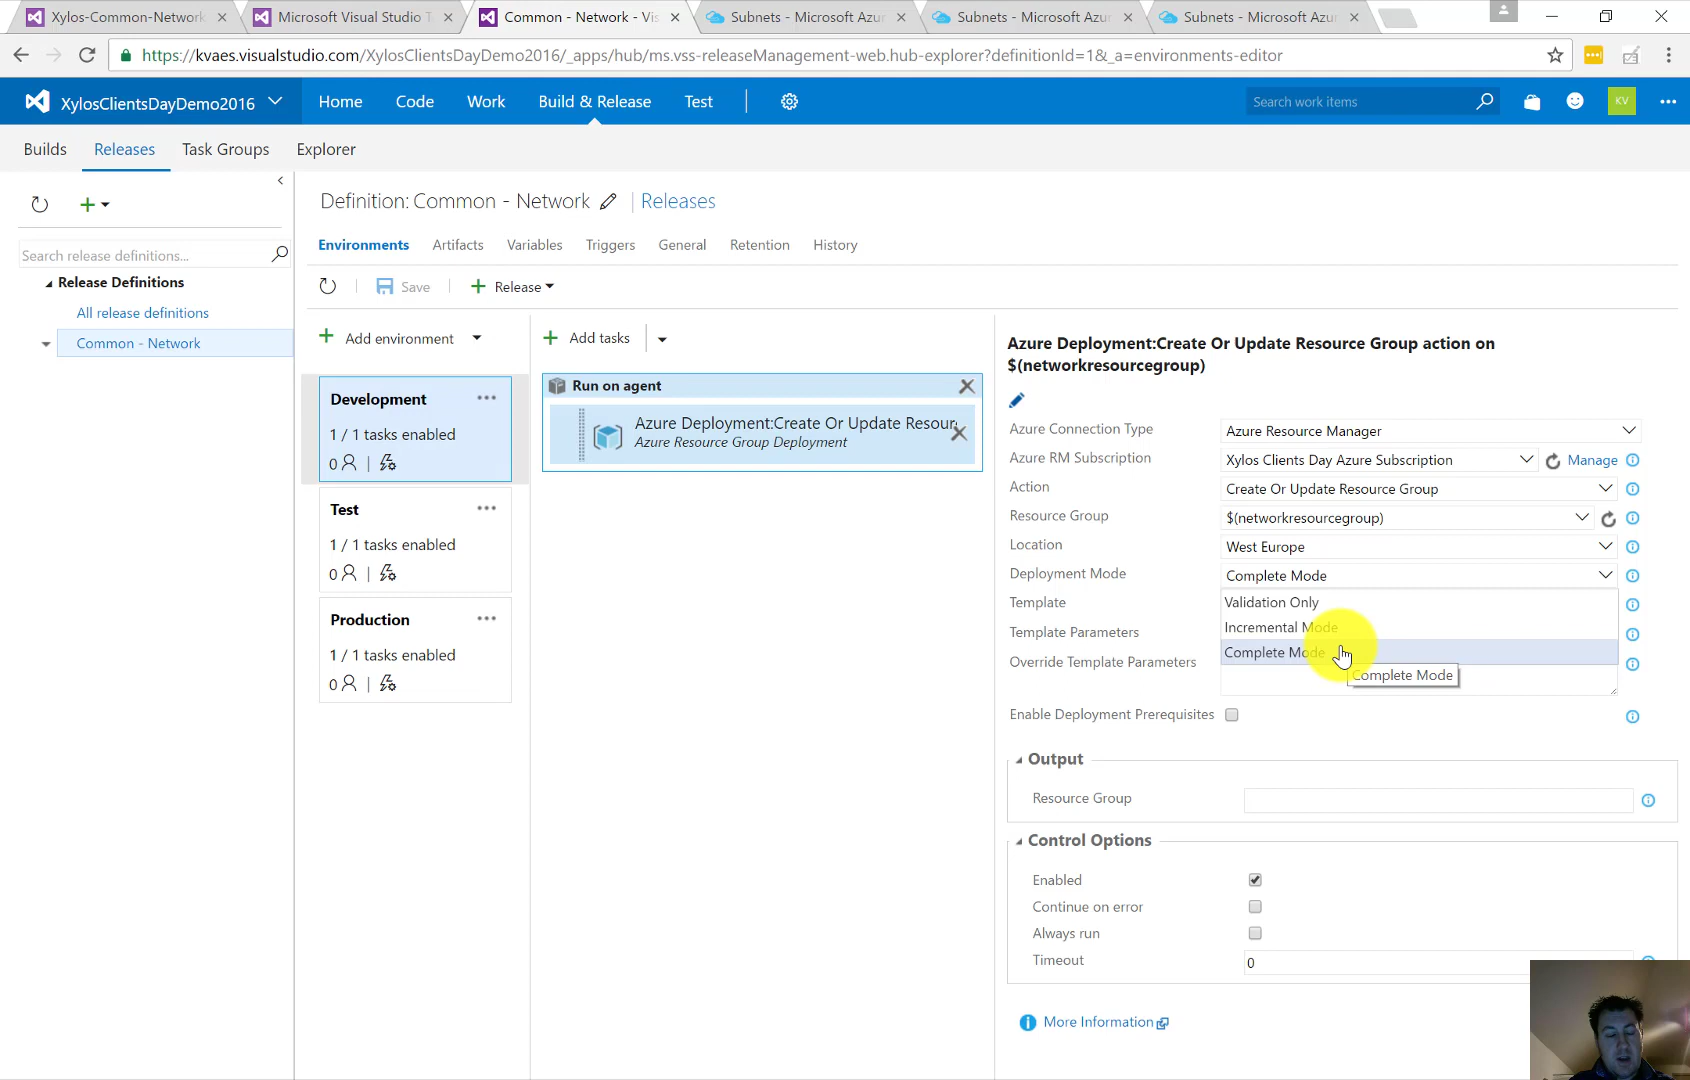 Xylos-Common-Network
Microsoft Visual Studio T
Common - Network - Vis
Subnets - Microsoft Azur
Subnets - Microsoft Azur
Subnets - Microsoft Azur
https://kvaes.visualstudio.com/XylosClientsDayDemo2016/_apps/hub/ms.vss-releaseManagement-web.hub-explorer?definitionId=1&_a=environments-editor
XylosClientsDayDemo2016
Home
Code
Work
Build & Release
Test
Search work items
KV
Builds
Releases
Task Groups
Explorer
Definition: Common - Network
Releases
Search release definitions...
Release Definitions
All release definitions
Common - Network
Environments
Artifacts
Variables
Triggers
General
Retention
History
Save
Release
Add environment
Development
1 / 1 tasks enabled
0
Test
1 / 1 tasks enabled
0
Production
1 / 1 tasks enabled
0
Add tasks
Run on agent
Azure Deployment:Create Or Update Resour
Azure Resource Group Deployment
Azure Deployment:Create Or Update Resource Group action on
$(networkresourcegroup)
Azure Connection Type
Azure Resource Manager
Azure RM Subscription
Xylos Clients Day Azure Subscription
Manage
Action
Create Or Update Resource Group
Resource Group
$(networkresourcegroup)
Location
West Europe
Deployment Mode
Complete Mode
Template
Validation Only
Incremental Mode
Template Parameters
Complete Mode
Override Template Parameters
Complete Mode
Enable Deployment Prerequisites
Output
Resource Group
Control Options
Enabled
Continue on error
Always run
Timeout
0
More Information